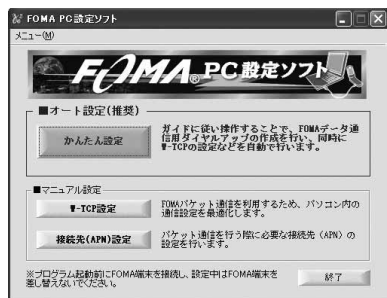 FOMA PC設定ソフト
メニュー(M)
FOMA® PC設定ソフト
■オート設定(推奨)
かんたん設定
ガイドに従い操作することで、FOMAデータ通
信用ダイヤルアップの作成を行い、同時に
W-TCPの設定などを自動で行います。
■マニュアル設定
W-TCP設定
FOMAパケット通信を利用するため、パソコン内の
通信設定を最適化します。
接続先(APN)設定
パケット通信を行う際に必要な接続先(APN)の
設定を行います。
※プログラム起動前にFOMA端末を接続し、設定中はFOMA端末を
差し替えないでください。
終了